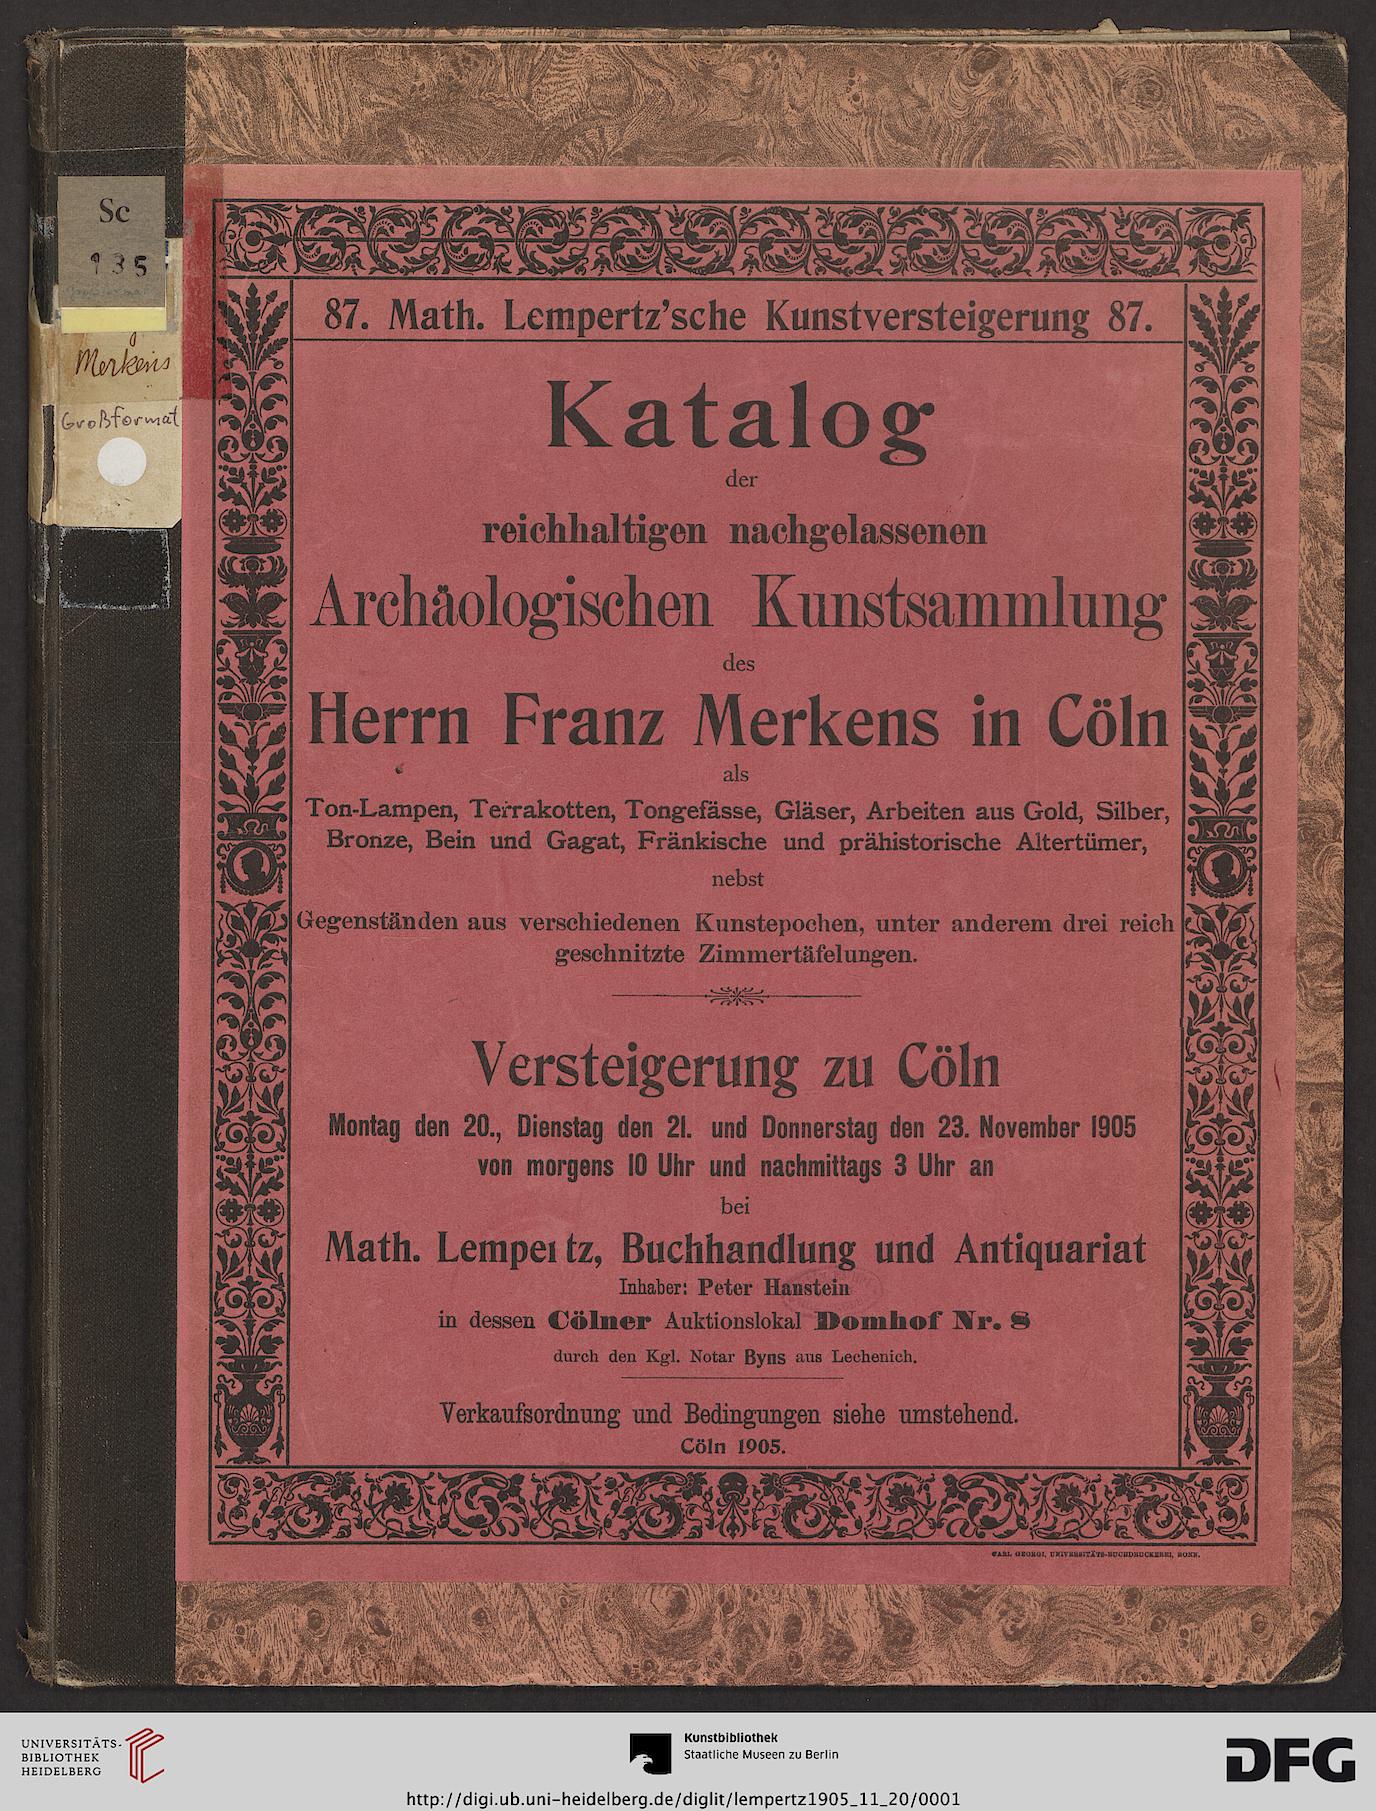 Sc
135
Merkens
Großformat
87. Math. Lempertz'sche Kunstversteigerung 87.
Katalog
der
reichhaltigen nachgelassenen
Archäologischen Kunstsammlung
des
Herrn Franz Merkens in Cöln
als
Ton-Lampen, Terrakotten, Tongefässe, Gläser, Arbeiten aus Gold, Silber,
Bronze, Bein und Gagat, Fränkische und prähistorische Altertümer,
nebst
Gegenständen aus verschiedenen Kunstepochen, unter anderem drei reich
geschnitzte Zimmertäfelungen.
Versteigerung zu Cöln
Montag den 20., Dienstag den 21. und Donnerstag den 23. November 1905
von morgens 10 Uhr und nachmittags 3 Uhr an
bei
Math. Lempertz, Buchhandlung und Antiquariat
Inhaber: Peter Hanstein
in dessen Cölner Auktionslokal Domhof Nr. 8
durch den Kgl. Notar Byns aus Lechenich.
Verkaufsordnung und Bedingungen siehe umstehend.
Cöln 1905.
CARL GEORGI, UNIVERSITÄTS-BUCHDRUCKEREI, BONN.
UNIVERSITÄTS-
BIBLIOTHEK
HEIDELBERG
Kunstbibliothek
Staatliche Museen zu Berlin
DFG
http://digi.ub.uni-heidelberg.de/diglit/lempertz1905_11_20/0001